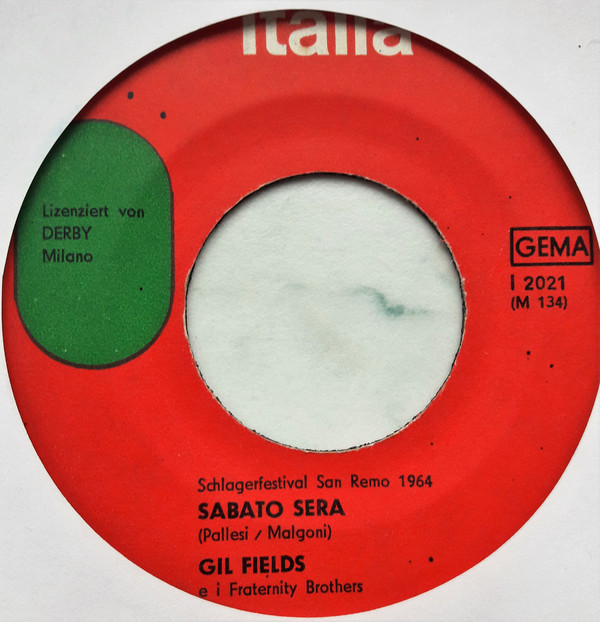 Italia
Lizenziert von
DERBY
Milano
GEMA
I 2021
(M 134)
Schlagerfestival San Remo 1964
SABATO SERA
(Pallesi / Malgoni)
GIL FIELDS
e i Fraternity Brothers